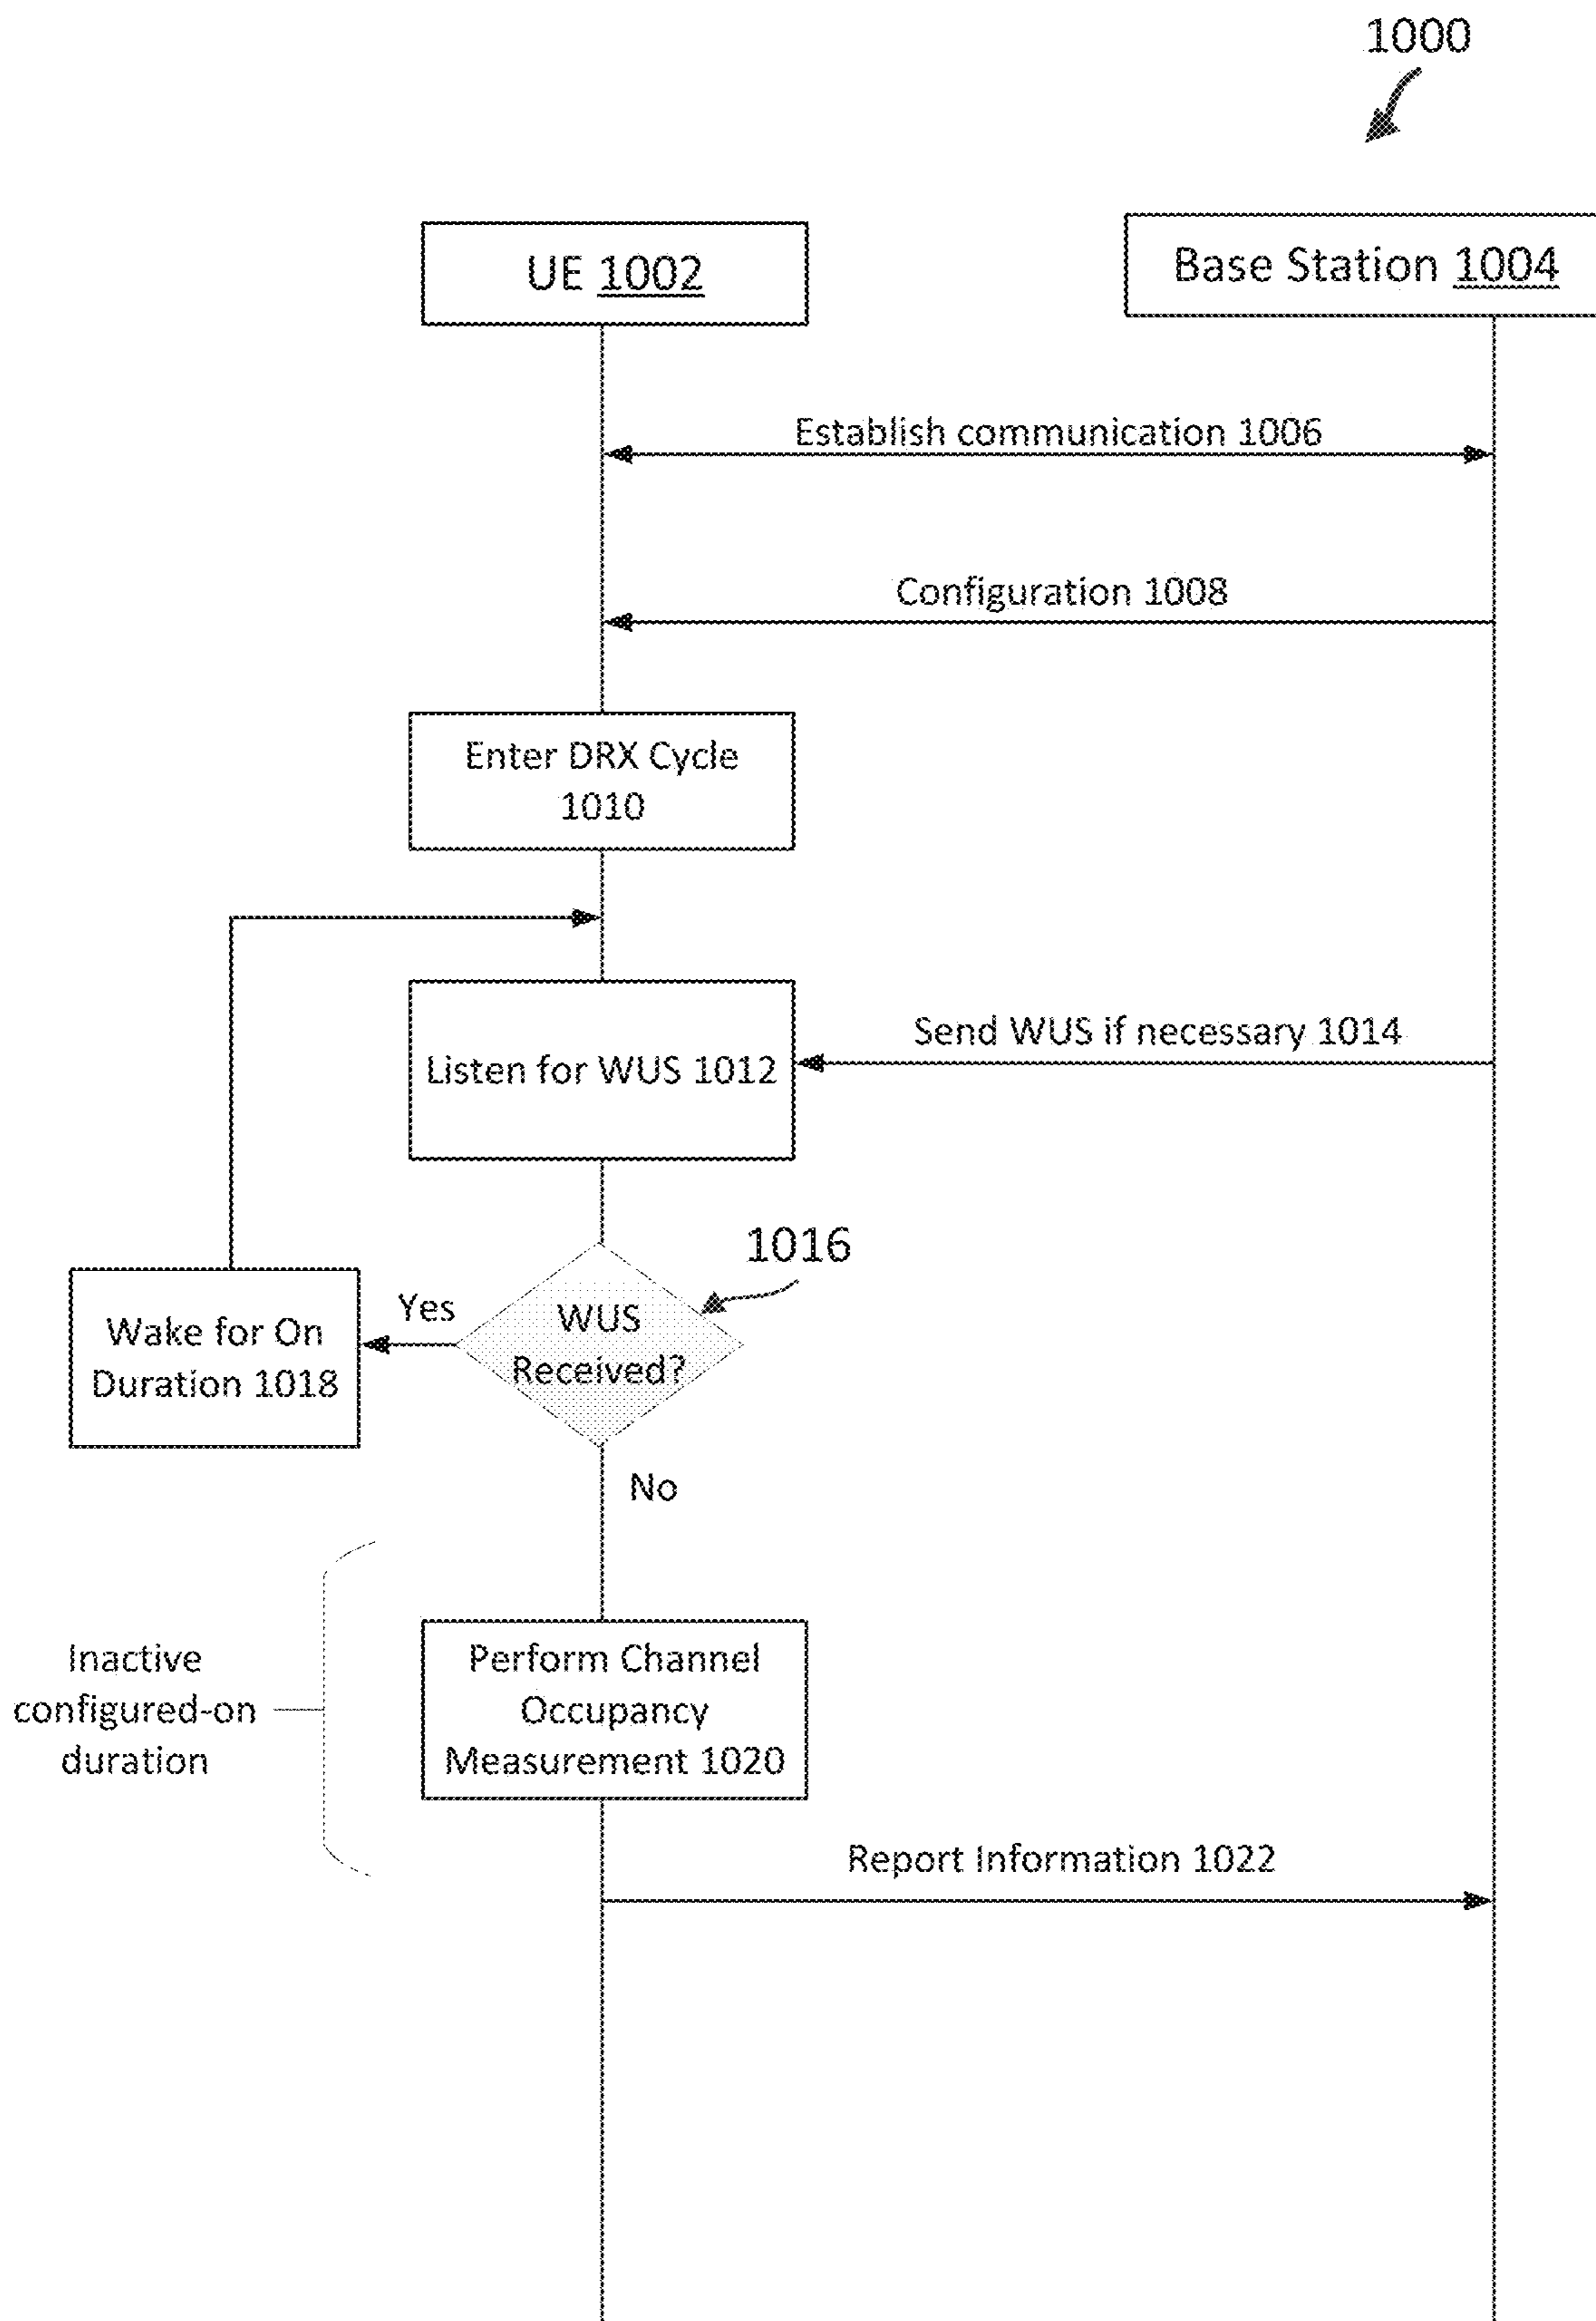 1000
UE 1002
Base Station 1004
Establish communication 1006
Configuration 1008
Enter DRX Cycle
1010
Send WUS if necessary 1014
Listen for WUS 1012
1016
Yes
WUS
Received?
Wake for On
Duration 1018
No
Inactive
configured-on
duration
Perform Channel
Occupancy
Measurement 1020
Report Information 1022